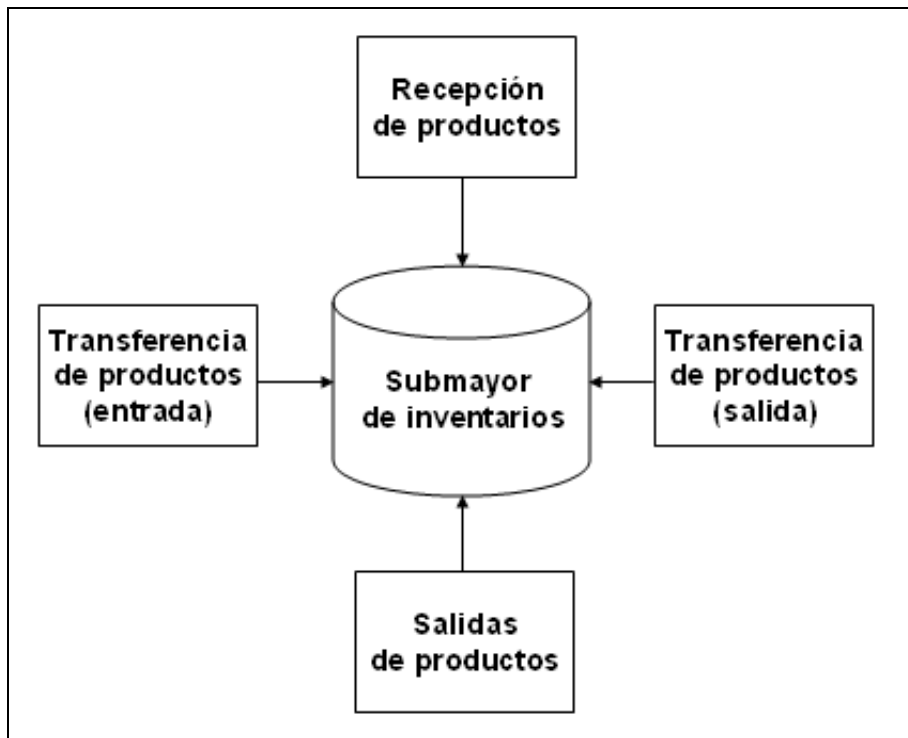 Recepción
de productos
Transferencia
de productos
(entrada)
Submayor
de inventarios
Transferencia
de productos
(salida)
Salidas
de productos